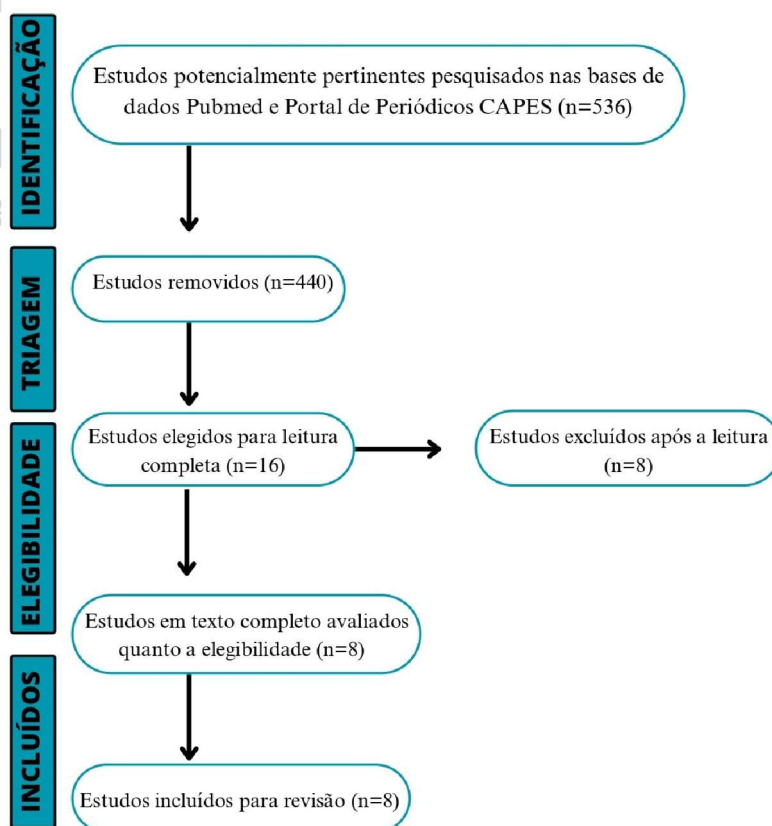 IDENTIFICAÇÃO
Estudos potencialmente pertinentes pesquisados nas bases de
dados Pubmed e Portal de Periódicos CAPES (n=536)
TRIAGEM
Estudos removidos (n=440)
ELEGIBILIDADE
Estudos elegidos para leitura
completa (n=16)
Estudos excluídos após a leitura
(n=8)
Estudos em texto completo avaliados
quanto a elegibilidade (n=8)
INCLUÍDOS
Estudos incluídos para revisão (n=8)